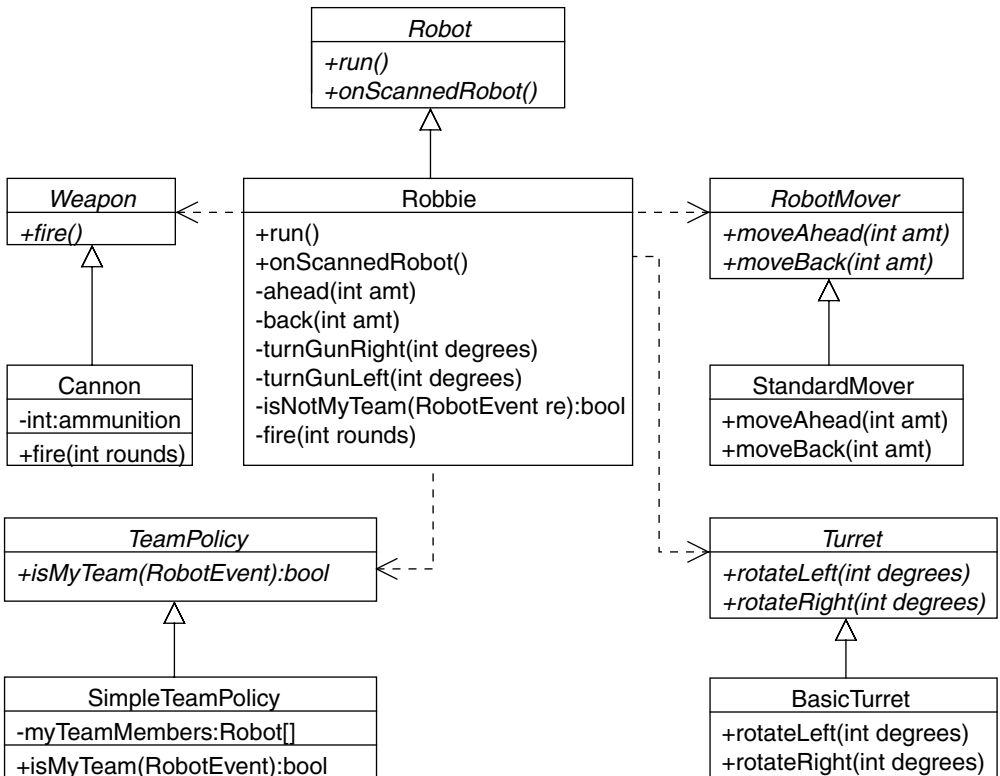 Robot
+run()
+onScannedRobot()
Weapon
+fire()
Robbie
+run()
+onScannedRobot()
-ahead(int amt)
-back(int amt)
-turnGunRight(int degrees)
-turnGunLeft(int degrees)
-isNotMyTeam(RobotEvent re):bool
-fire(int rounds)
RobotMover
+moveAhead(int amt)
+moveBack(int amt)
Cannon
-int:ammunition
+fire(int rounds)
StandardMover
+moveAhead(int amt)
+moveBack(int amt)
TeamPolicy
+isMyTeam(RobotEvent):bool
Turret
+rotateLeft(int degrees)
+rotateRight(int degrees)
SimpleTeamPolicy
-myTeamMembers:Robot[]
+isMyTeam(RobotEvent):bool
BasicTurret
+rotateLeft(int degrees)
+rotateRight(int degrees)